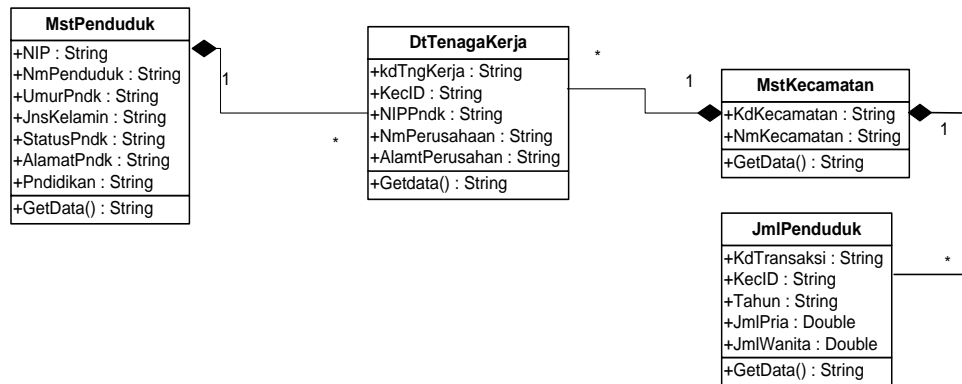 MstPenduduk
+NIP : String
+NmPenduduk : String
+UmurPndk : String
+JnsKelamin : String
+StatusPndk : String
+AlamatPndk : String
+Pndidikan : String
+GetData() : String
1
*
DtTenagaKerja
+kdTngKerja : String
+KecID : String
+NIPPndk : String
+NmPerusahaan : String
+AlamtPerusahan : String
+Getdata() : String
*
1
MstKecamatan
+KdKecamatan : String
+NmKecamatan : String
+GetData() : String
1
*
JmlPenduduk
+KdTransaksi : String
+KecID : String
+Tahun : String
+JmlPria : Double
+JmlWanita : Double
+GetData() : String